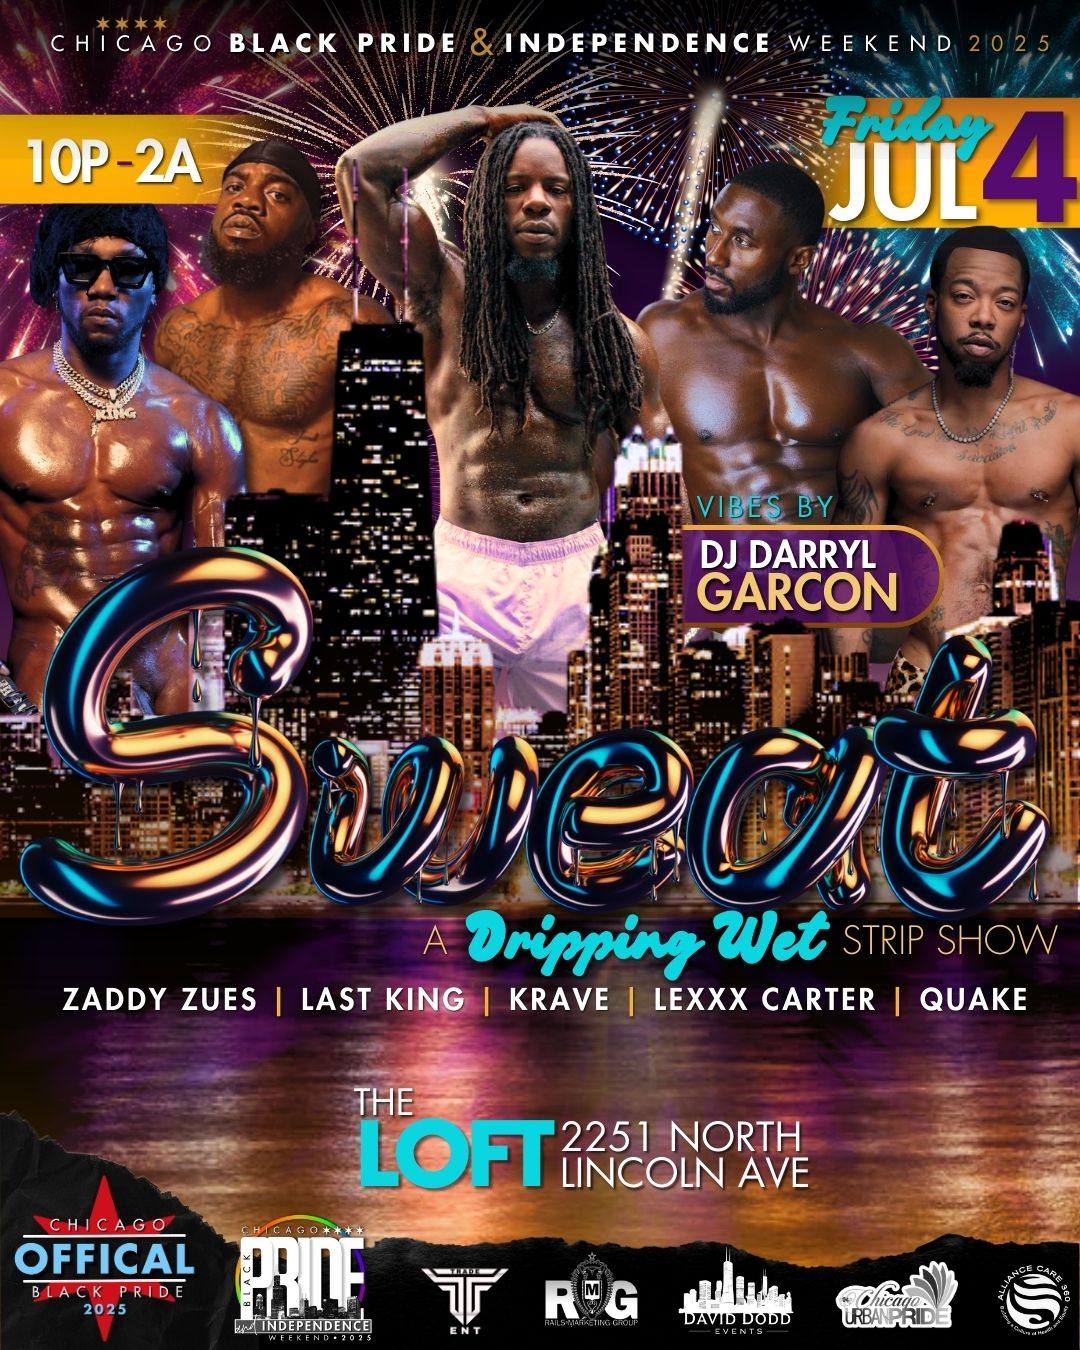 CHICAGO BLACK PRIDE & INDEPENDENCE WEEKEND 2025
10P-2A
Friday
JUL 4
KING
VIBES BY
DJ DARRYL
GARCON
Sweat
A Dripping Wet STRIP SHOW
ZADDY ZUES | LAST KING | KRAVE | LEXXX CARTER | QUAKE
THE
LOFT
2251 NORTH
LINCOLN AVE
CHICAGO
OFFICAL
BLACK PRIDE
2025
CHICAGO
BLACK
PRIDE
and INDEPENDENCE
WEEKEND • 2025
TRADE
ENT
RMG
RAILS MARKETING GROUP
DAVID DODD
EVENTS
Chicago
URBANPRIDE
ALLIANCE CARE 360